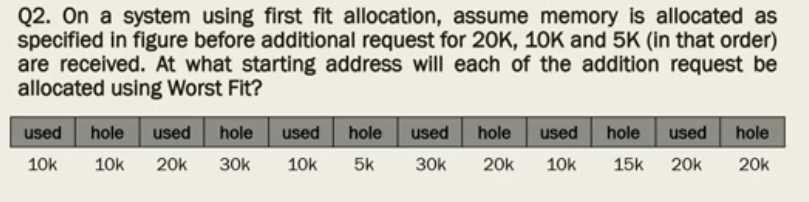 Q2. On a system using first fit allocation, assume memory is allocated as
specified in figure before additional request for 20K, 10K and 5K (in that order)
are received. At what starting address will each of the addition request be
allocated using Worst Fit?
used hole used hole used hole used hole used hole used hole
10k 10k 20k 30k 10k 5k 30k 20k 10k 15k 20k 20k